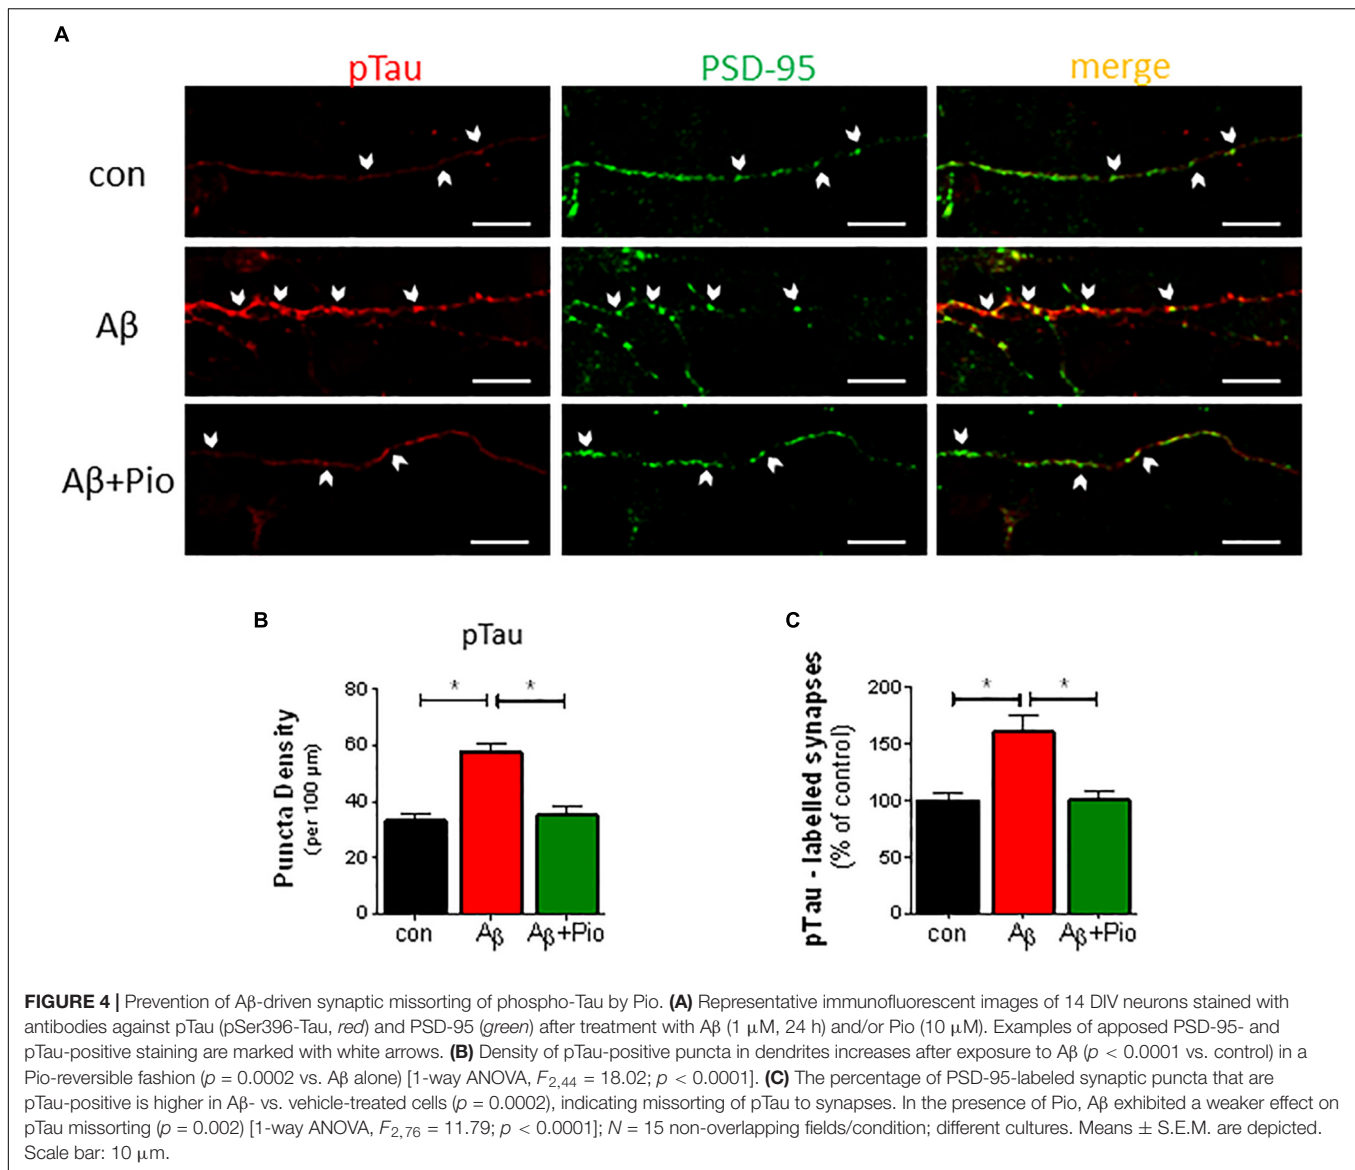 A
pTau PSD-95 merge
con
Aβ
Aβ+Pio
B
pTau
Puncta Density
(per 100 μm)
80
60
40
20
0
* *
con Aβ Aβ+Pio
C
pTau - labelled synapses
(% of control)
200
150
100
50
0
* *
con Aβ Aβ+Pio
FIGURE 4 | Prevention of Aβ-driven synaptic missorting of phospho-Tau by Pio. (A) Representative immunofluorescent images of 14 DIV neurons stained with
antibodies against pTau (pSer396-Tau, red) and PSD-95 (green) after treatment with Aβ (1 μM, 24 h) and/or Pio (10 μM). Examples of apposed PSD-95- and
pTau-positive staining are marked with white arrows. (B) Density of pTau-positive puncta in dendrites increases after exposure to Aβ (p < 0.0001 vs. control) in a
Pio-reversible fashion (p = 0.0002 vs. Aβ alone) [1-way ANOVA, F2,44 = 18.02; p < 0.0001]. (C) The percentage of PSD-95-labeled synaptic puncta that are
pTau-positive is higher in Aβ- vs. vehicle-treated cells (p = 0.0002), indicating missorting of pTau to synapses. In the presence of Pio, Aβ exhibited a weaker effect on
pTau missorting (p = 0.002) [1-way ANOVA, F2,76 = 11.79; p < 0.0001]; N = 15 non-overlapping fields/condition; different cultures. Means ± S.E.M. are depicted.
Scale bar: 10 μm.